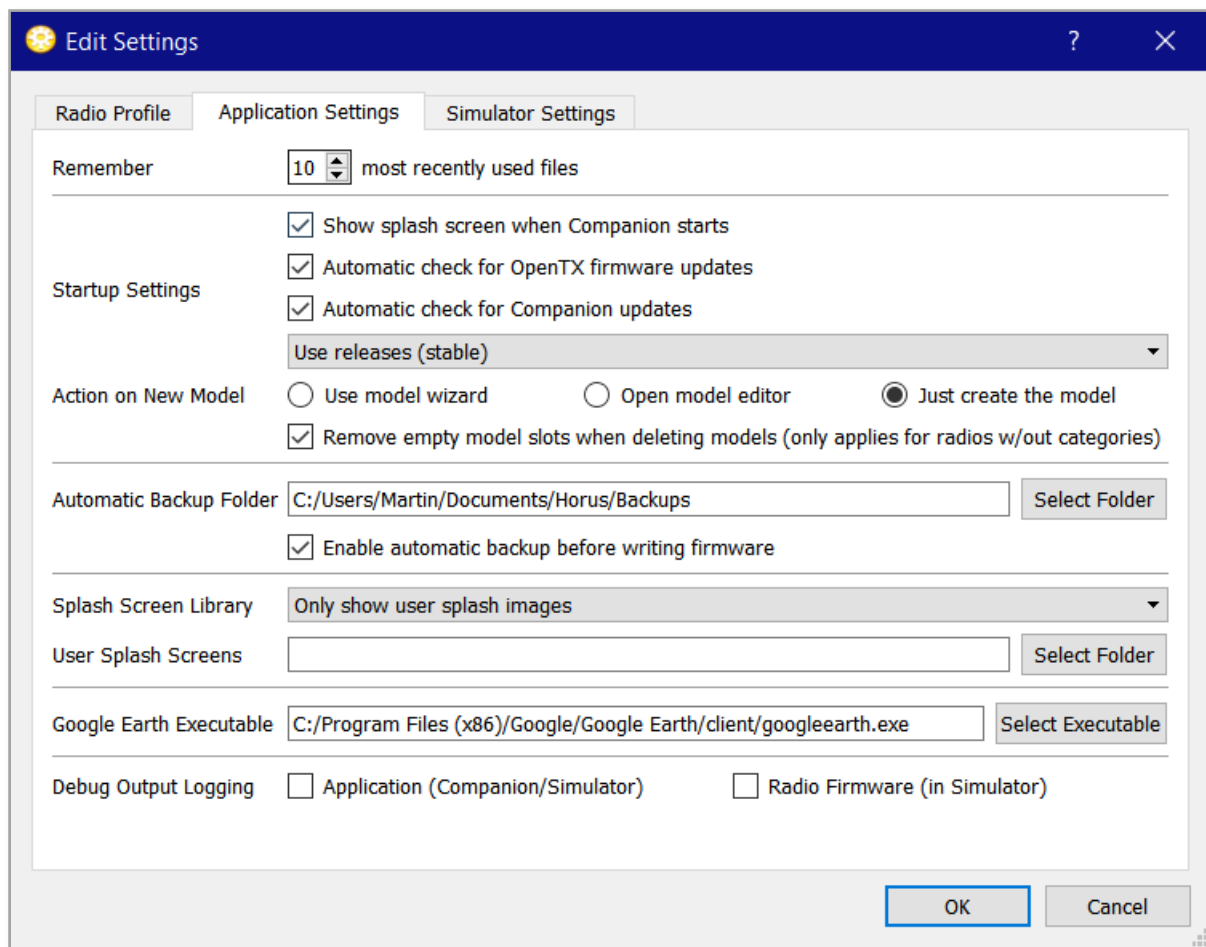 Edit Settings ?
Radio Profile Application Settings Simulator Settings
Remember 10 most recently used files
Show splash screen when Companion starts
Automatic check for OpenTX firmware updates
Startup Settings
Automatic check for Companion updates
Use releases (stable)
Action on New Model Use model wizard Open model editor Just create the model
Remove empty model slots when deleting models (only applies for radios w/out categories)
Automatic Backup Folder C:/Users/Martin/Documents/Horus/Backups Select Folder
Enable automatic backup before writing firmware
Splash Screen Library Only show user splash images
User Splash Screens Select Folder
Google Earth Executable C:/Program Files (x86)/Google/Google Earth/client/googleearth.exe Select Executable
Debug Output Logging Application (Companion/Simulator) Radio Firmware (in Simulator)
OK Cancel